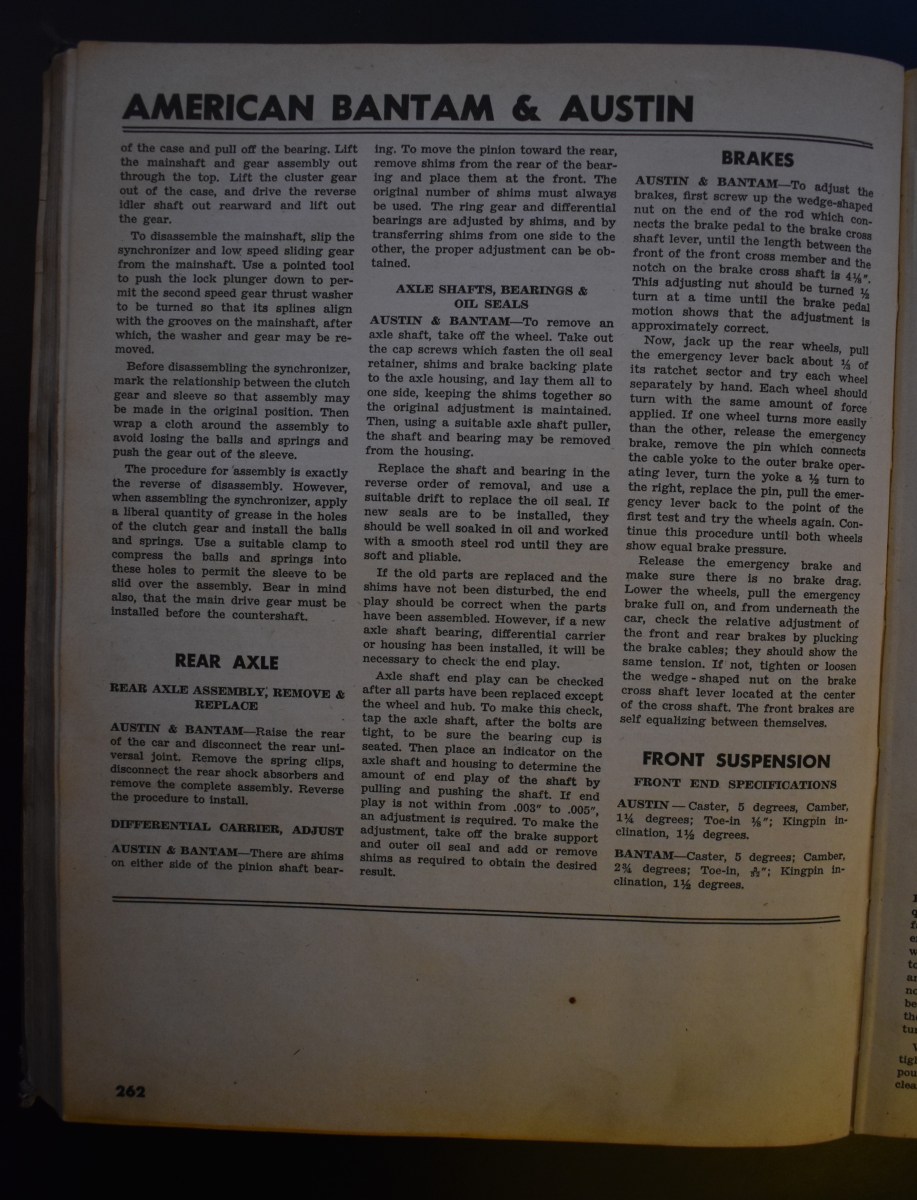 AMERICAN BANTAM & AUSTIN
of the case and pull off the bearing. Lift
the mainshaft and gear assembly out
through the top. Lift the cluster gear
out of the case, and drive the reverse
idler shaft out rearward and lift out
the gear.
To disassemble the mainshaft, slip the
synchronizer and low speed sliding gear
from the mainshaft. Use a pointed tool
to push the lock plunger down to per-
mit the second speed gear thrust washer
to be turned so that its splines align
with the grooves on the mainshaft, after
which, the washer and gear may be re-
moved.
Before disassembling the synchronizer,
mark the relationship between the clutch
gear and sleeve so that assembly may
be made in the original position. Then
wrap a cloth around the assembly to
avoid losing the balls and springs and
push the gear out of the sleeve.
The procedure for assembly is exactly
the reverse of disassembly. However,
when assembling the synchronizer, apply
a liberal quantity of grease in the holes
of the clutch gear and install the balls
and springs. Use a suitable clamp to
compress the balls and springs into
these holes to permit the sleeve to be
slid over the assembly. Bear in mind
also, that the main drive gear must be
installed before the countershaft.
REAR AXLE
REAR AXLE ASSEMBLY, REMOVE &
REPLACE
AUSTIN & BANTAM—Raise the rear
of the car and disconnect the rear uni-
versal joint. Remove the spring clips,
disconnect the rear shock absorbers and
remove the complete assembly. Reverse
the procedure to install.
DIFFERENTIAL CARRIER, ADJUST
AUSTIN & BANTAM—There are shims
on either side of the pinion shaft bear-
ing. To move the pinion toward the rear,
remove shims from the rear of the bear-
ing and place them at the front. The
original number of shims must always
be used. The ring gear and differential
bearings are adjusted by shims, and by
transferring shims from one side to the
other, the proper adjustment can be ob-
tained.
AXLE SHAFTS, BEARINGS &
OIL SEALS
AUSTIN & BANTAM—To remove an
axle shaft, take off the wheel. Take out
the cap screws which fasten the oil seal
retainer, shims and brake backing plate
to the axle housing, and lay them all to
one side, keeping the shims together so
the original adjustment is maintained.
Then, using a suitable axle shaft puller,
the shaft and bearing may be removed
from the housing.
Replace the shaft and bearing in the
reverse order of removal, and use a
suitable drift to replace the oil seal. If
new seals are to be installed, they
should be well soaked in oil and worked
with a smooth steel rod until they are
soft and pliable.
If the old parts are replaced and the
shims have not been disturbed, the end
play should be correct when the parts
have been assembled. However, if a new
axle shaft bearing, differential carrier
or housing has been installed, it will be
necessary to check the end play.
Axle shaft end play can be checked
after all parts have been replaced except
the wheel and hub. To make this check,
tap the axle shaft, after the bolts are
tight, to be sure the bearing cup is
seated. Then place an indicator on the
axle shaft and housing to determine the
amount of end play of the shaft by
pulling and pushing the shaft. If end
play is not within from .003" to .005",
an adjustment is required. To make the
adjustment, take off the brake support
and outer oil seal and add or remove
shims as required to obtain the desired
result.
BRAKES
AUSTIN & BANTAM—To adjust the
brakes, first screw up the wedge-shaped
nut on the end of the rod which con-
nects the brake pedal to the brake cross
shaft lever, until the length between the
front of the front cross member and the
notch on the brake cross shaft is
This adjusting nut should be turned ½
turn at a time until the brake pedal
motion shows that the adjustment is
approximately correct.
Now, jack up the rear wheels, pull
the emergency lever back about ⅓ of
its ratchet sector and try each wheel
separately by hand. Each wheel should
turn with the same amount of force
applied. If one wheel turns more easily
than the other, release the emergency
brake, remove the pin which connects
the cable yoke to the outer brake oper-
ating lever, turn the yoke a ½ turn to
the right, replace the pin, pull the emer-
gency lever back to the point of the
first test and try the wheels again. Con-
tinue this procedure until both wheels
show equal brake pressure.
Release the emergency brake and
make sure there is no brake drag.
Lower the wheels, pull the emergency
brake full on, and from underneath the
car, check the relative adjustment of
the front and rear brakes by plucking
the brake cables; they should show the
same tension. If not, tighten or loosen
the wedge-shaped nut on the brake
cross shaft lever located at the center
of the cross shaft. The front brakes are
self equalizing between themselves.
FRONT SUSPENSION
FRONT END SPECIFICATIONS
AUSTIN — Caster, 5 degrees, Camber,
1¾ degrees; Toe-in ⅛"; Kingpin in-
clination, 1½ degrees.
BANTAM—Caster, 5 degrees; Camber,
2¾ degrees; Toe-in, Kingpin in-
clination, 1½ degrees.
262